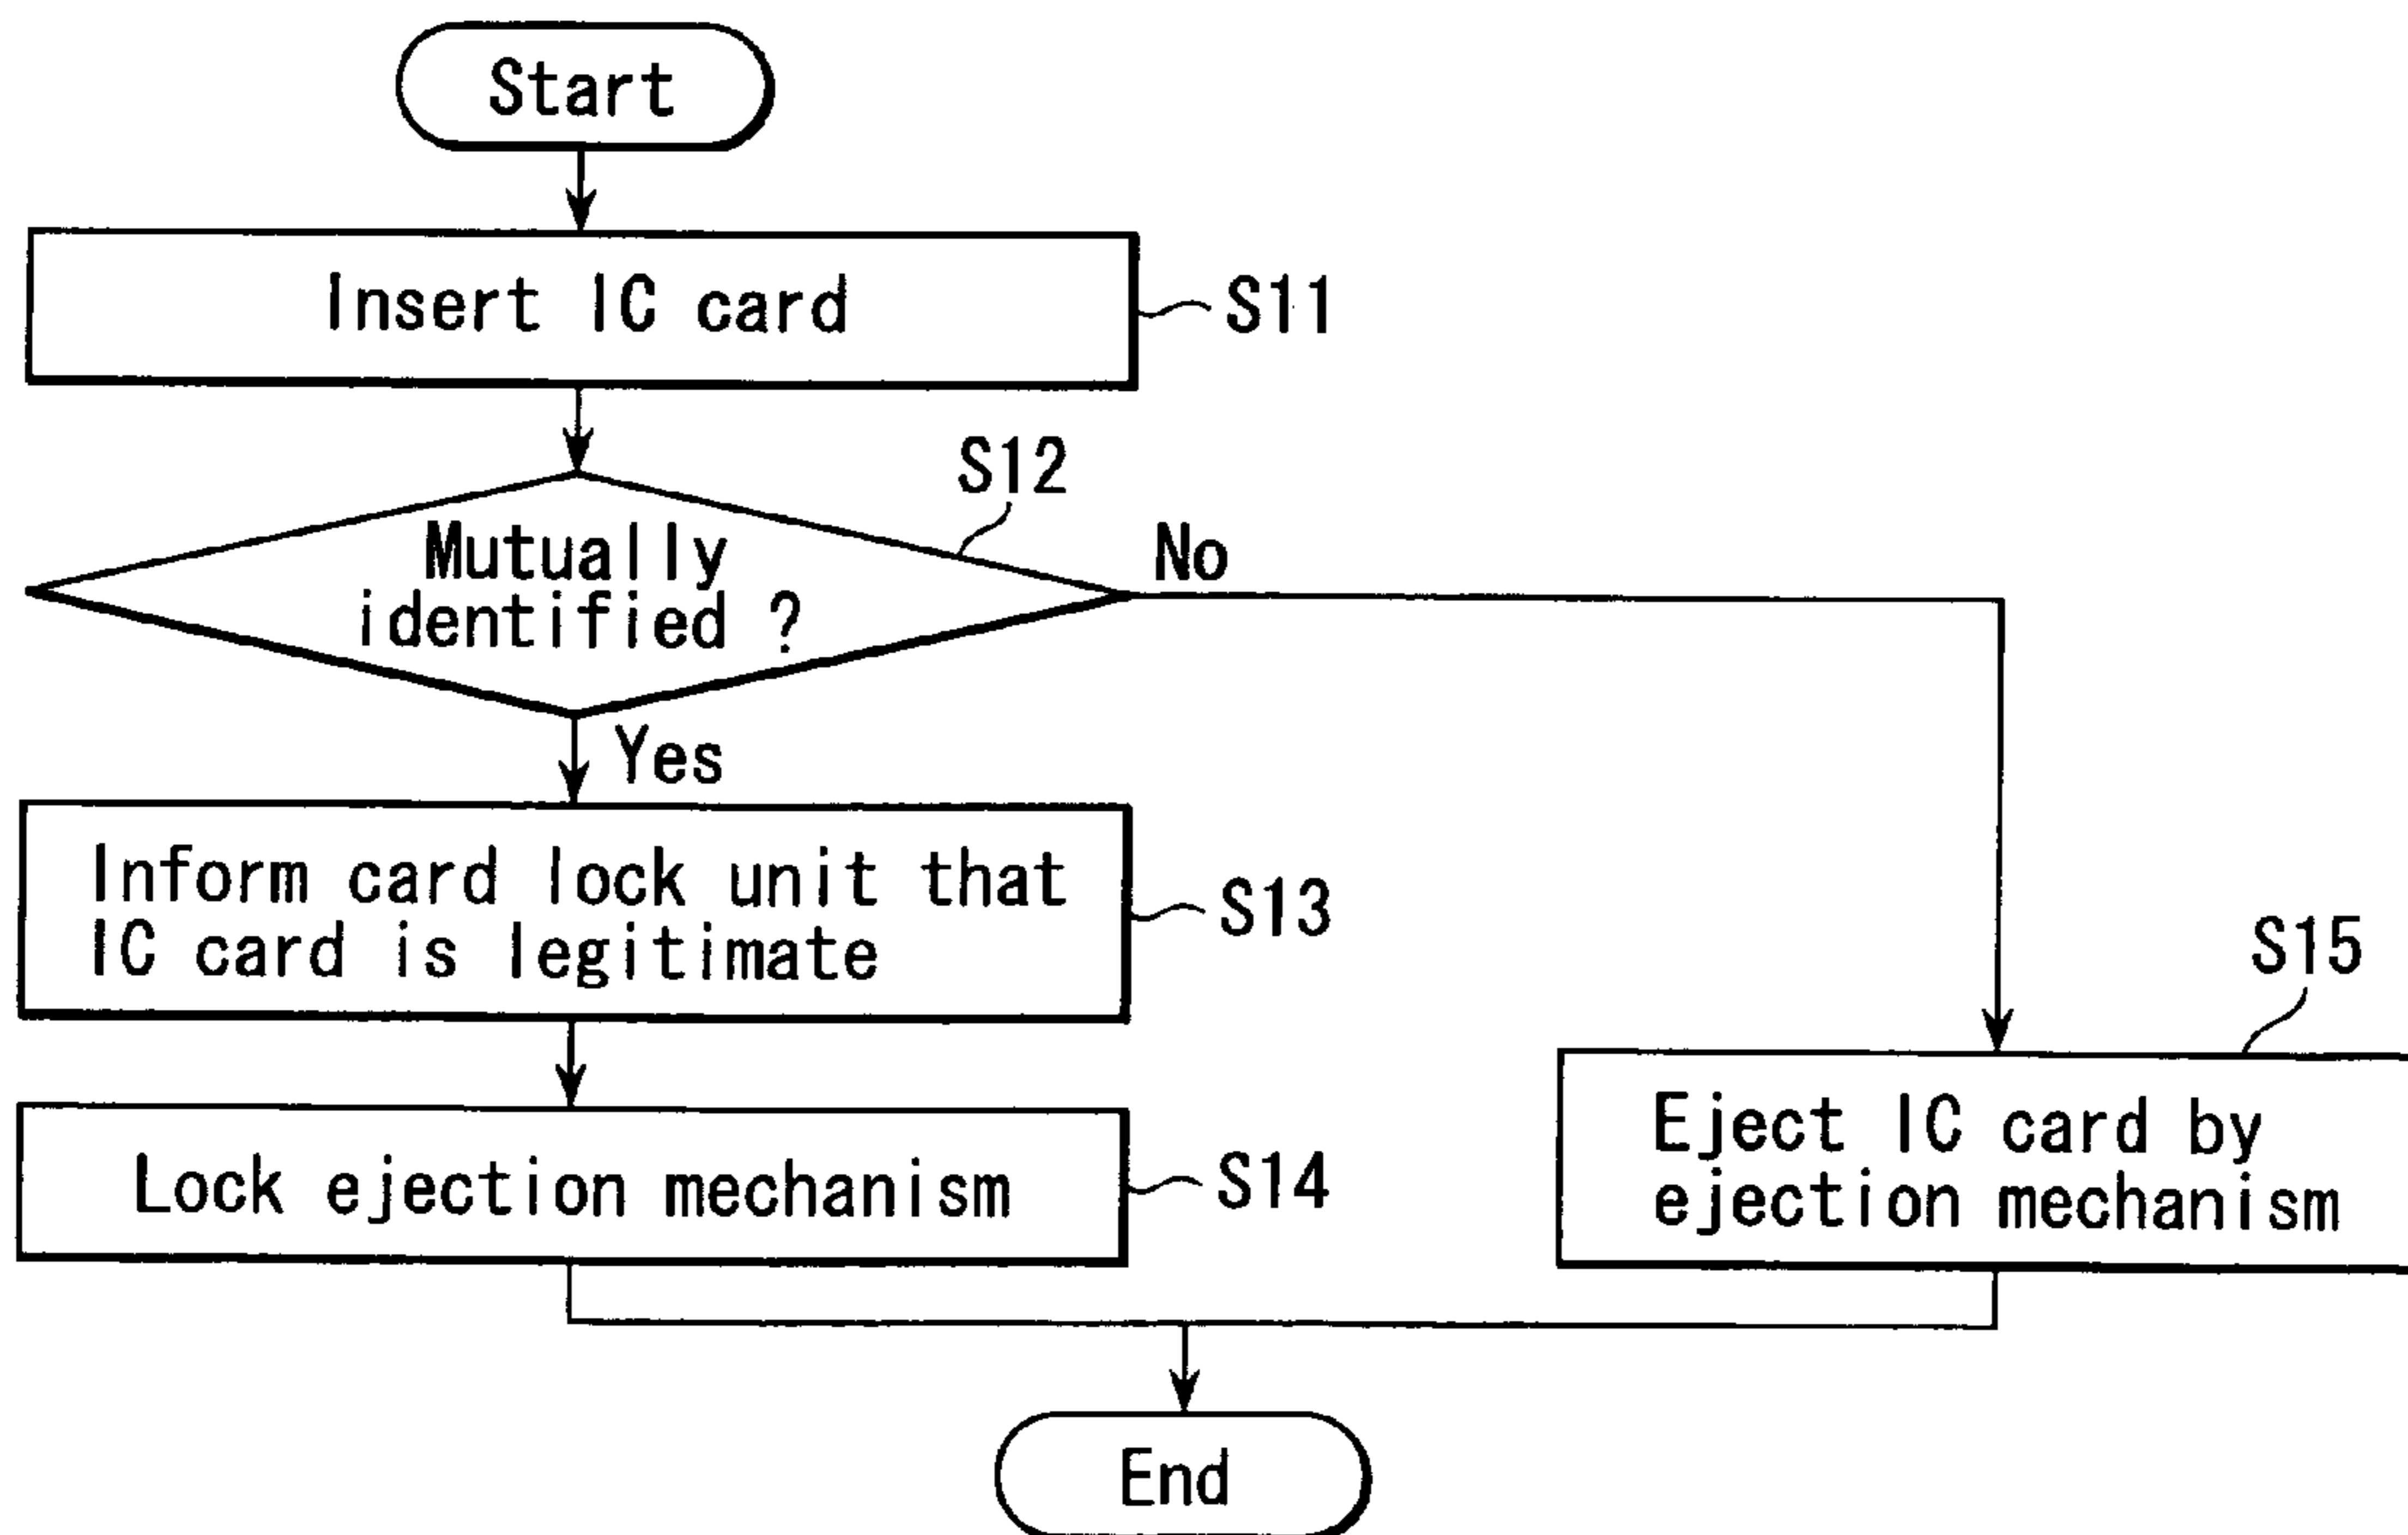 Start
Insert IC card
S11
S12
Mutually
identified ?
No
Yes
Inform card lock unit that
IC card is legitimate
S13
Lock ejection mechanism
S14
S15
Eject IC card by
ejection mechanism
End